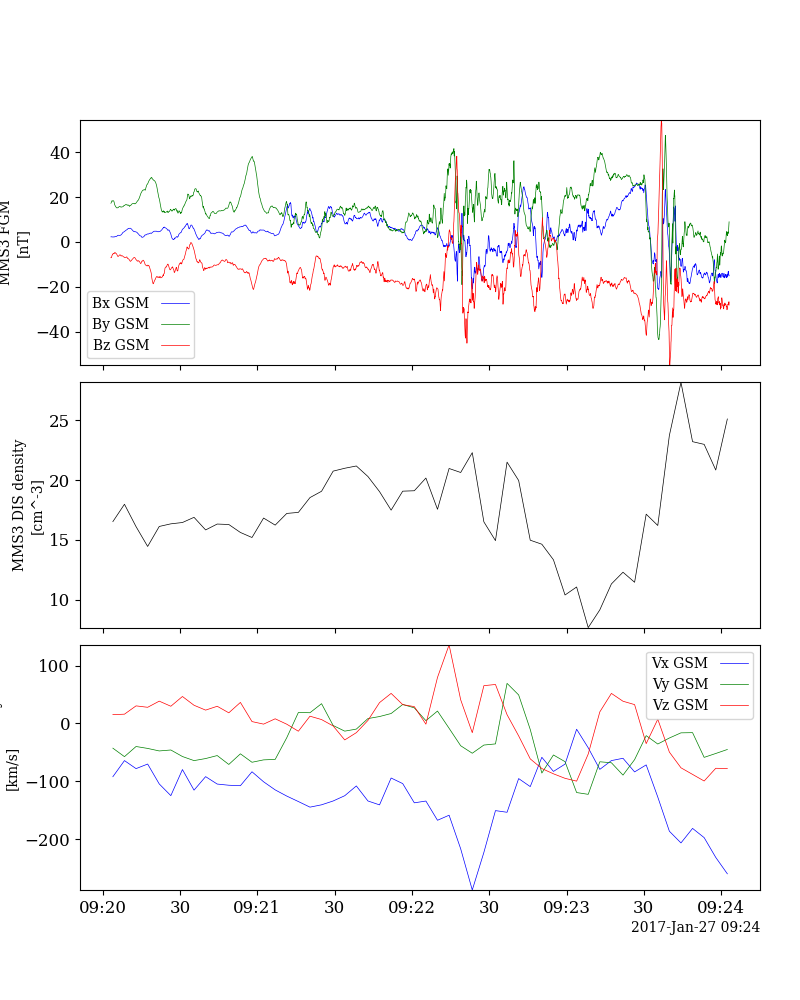 40
20
0
−20
−40
MMS3 FGM
[nT]
Bx GSM
By GSM
Bz GSM
25
20
15
10
MMS3 DIS density
[cm^-3]
100
0
−100
−200
[km/s]
Vx GSM
Vy GSM
Vz GSM
09:20 30 09:21 30 09:22 30 09:23 30 09:24
2017-Jan-27 09:24